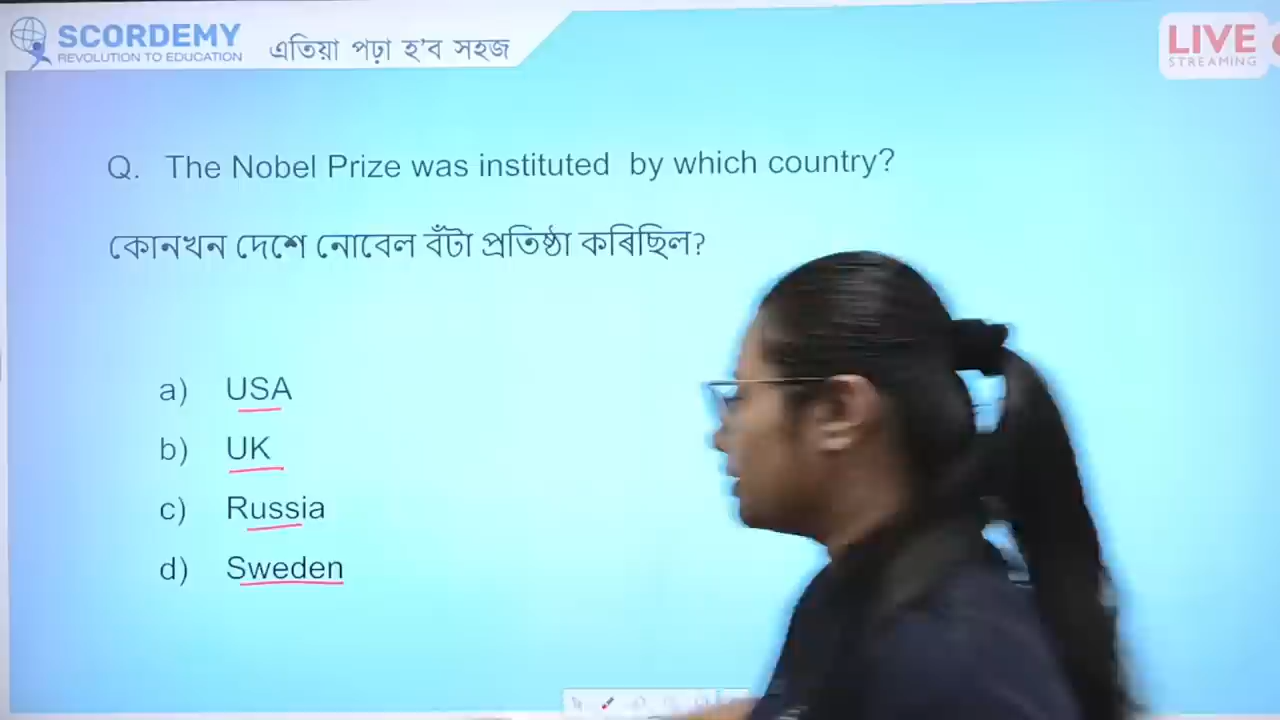 SCORDEMY
REVOLUTION TO EDUCATION
এতিয়া পঢ়া হ'ব সহজ
LIVE
STREAMING
Q. The Nobel Prize was instituted by which country?
কোনখন দেশে নোবেল বঁটা প্ৰতিষ্ঠা কৰিছিল?
a) USA
b) UK
c) Russia
d) Sweden